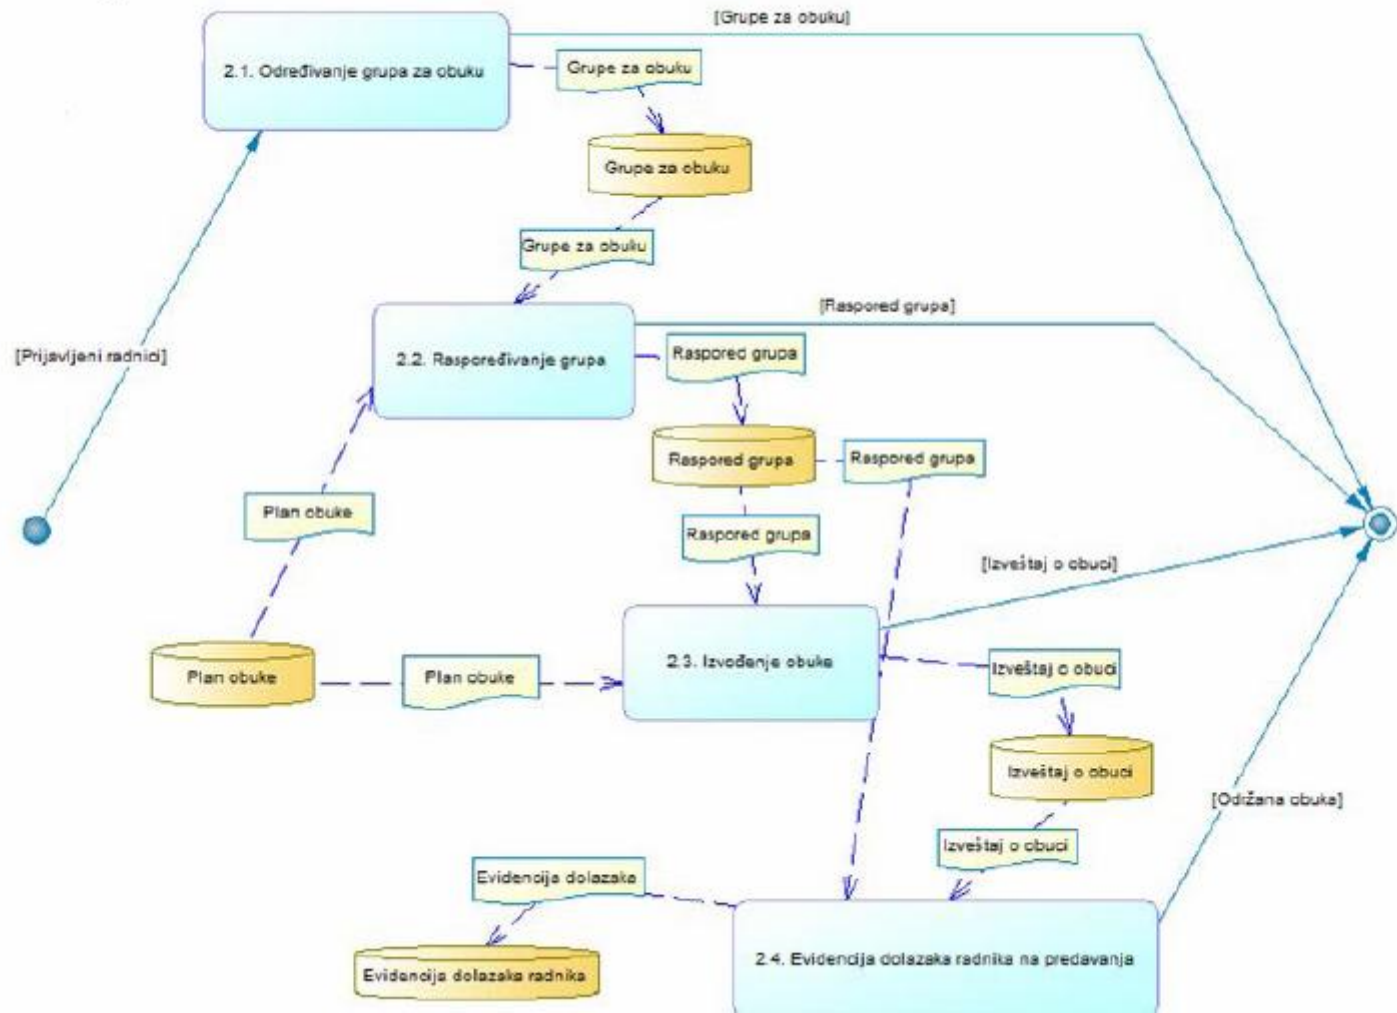 [Grupe za obuku]
2.1. Određivanje grupa za obuku
Grupe za obuku
Grupe za obuku
Grupe za obuku
[Raspored grupa]
[Prijavljeni radnici]
2.2. Raspoređivanje grupa
Raspored grupa
Raspored grupa
Raspored grupa
Plan obuke
Raspored grupa
[Izveštaj o obuci]
Plan obuke
Plan obuke
2.3. Izvođenje obuke
Izveštaj o obuci
Izveštaj o obuci
[Održana obuka]
Izveštaj o obuci
Evidencija dolazaka
Evidencija dolazaka radnika
2.4. Evidencija dolazaka radnika na predavanja